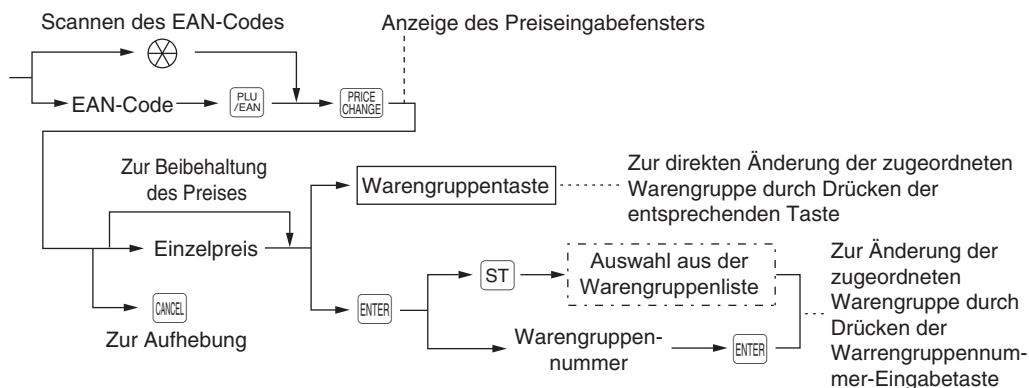 Scannen des EAN-Codes
Anzeige des Preiseingabefensters
EAN-Code
PLU
/EAN
PRICE
CHANGE
Zur Beibehaltung
des Preises
Einzelpreis
CANCEL
Zur Aufhebung
Warengruppentaste
Zur direkten Änderung der zugeordneten
Warengruppe durch Drücken der
entsprechenden Taste
ENTER
ST
Auswahl aus der
Warengruppenliste
Warengruppen-
nummer
ENTER
Zur Änderung der
zugeordneten
Warengruppe durch
Drücken der
Warrengruppennum-
mer-Eingabetaste